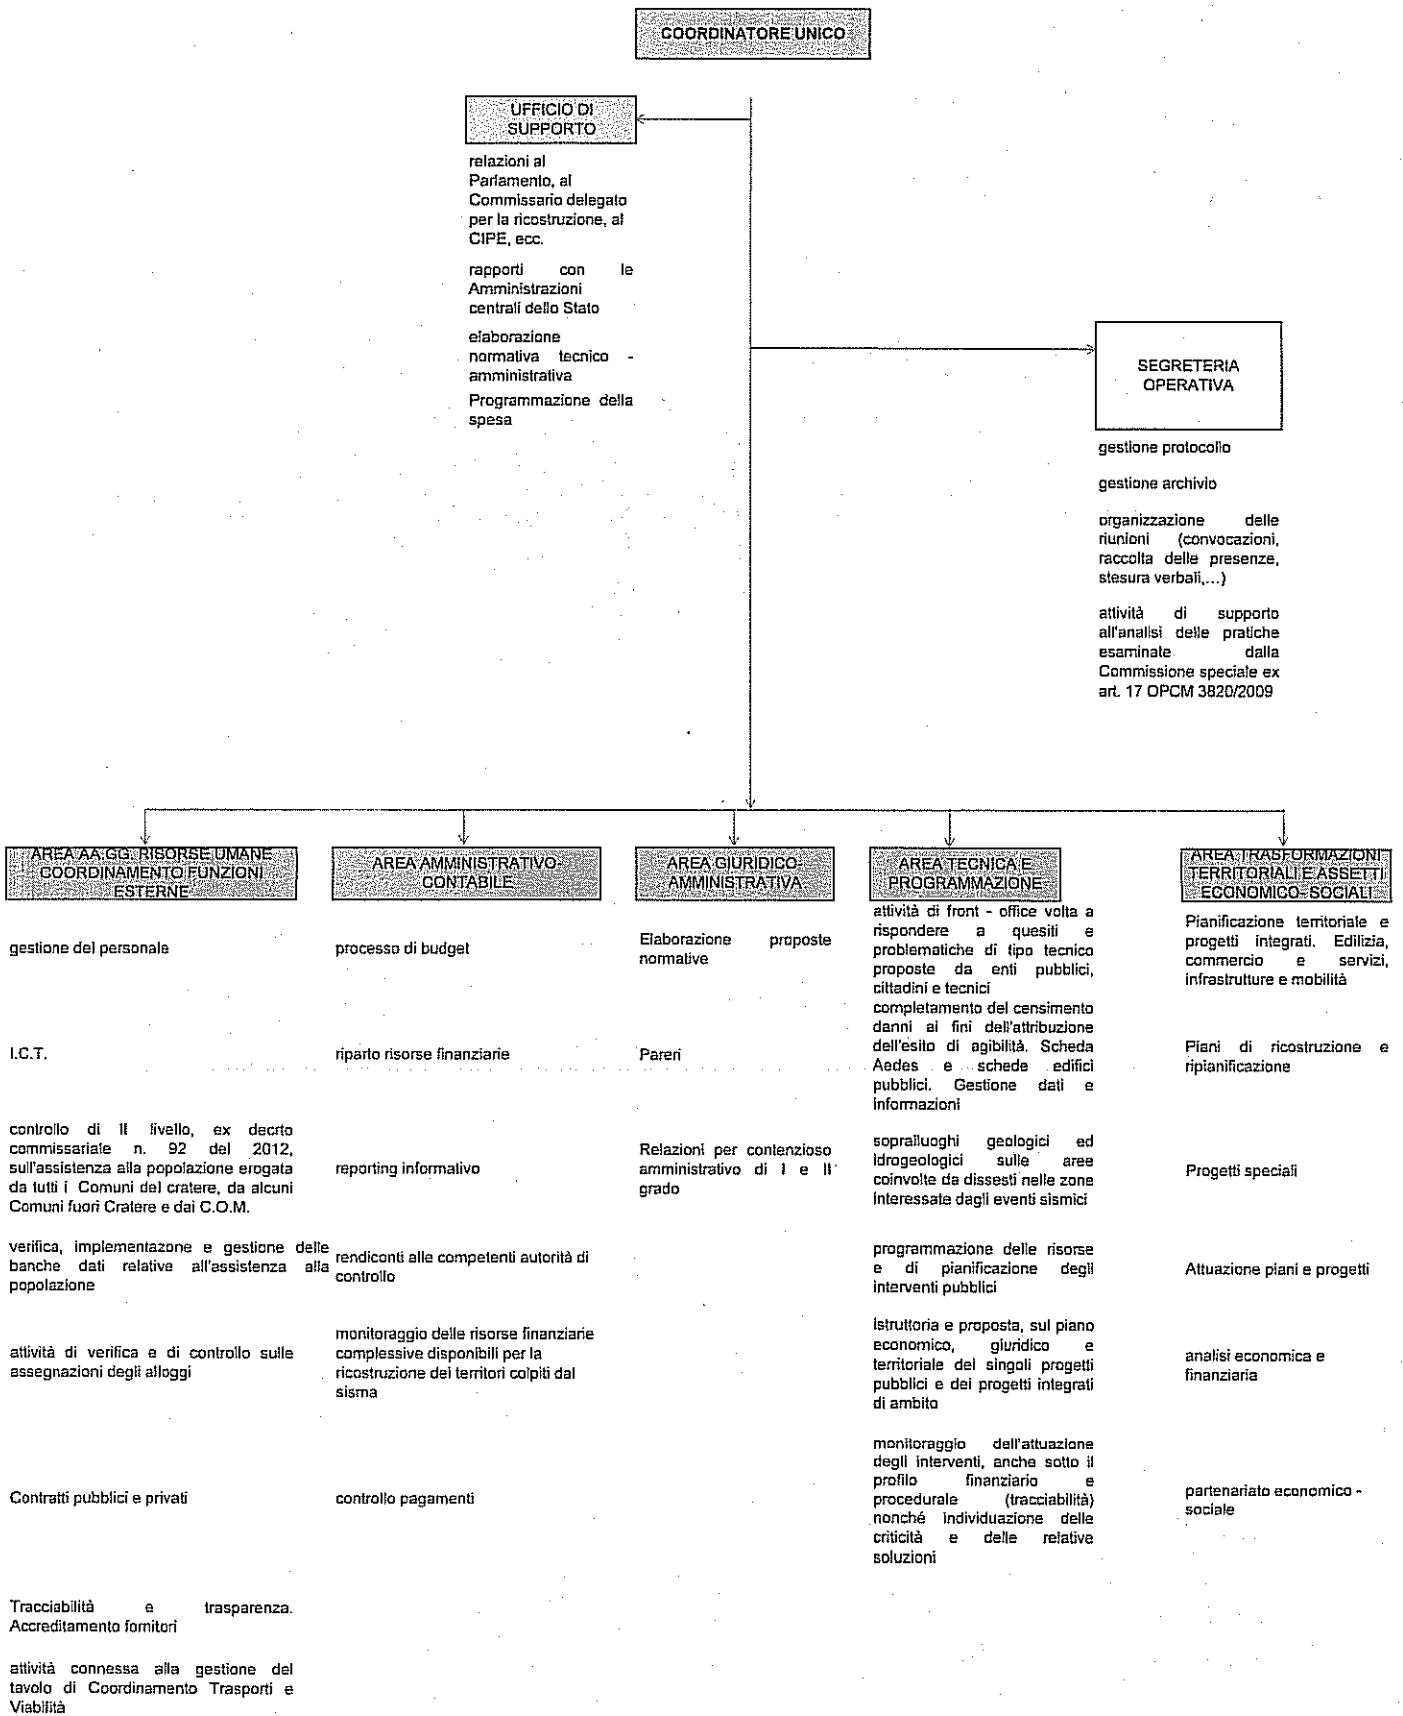 COORDINATORE UNICO
UFFICIO DI
SUPPORTO
relazioni al
Parlamento, al
Commissario delegato
per la ricostruzione, al
CIPE, ecc.
rapporti con le
Amministrazioni
centrali dello Stato
elaborazione
normativa tecnico -
amministrativa
Programmazione della
spesa
SEGRETERIA
OPERATIVA
gestione protocollo
gestione archivio
organizzazione delle
riunioni (convocazioni,
raccolta delle presenze,
stesura verbali,...)
attività di supporto
all'analisi delle pratiche
esaminate dalla
Commissione speciale ex
art. 17 OPCM 3820/2009
AREA AA.GG. RISORSE UMANE
COORDINAMENTO FUNZIONI
ESTERNE
gestione del personale
I.C.T.
controllo di II livello, ex decrto
commissariale n. 92 del 2012,
sull'assistenza alla popolazione erogata
da tutti i Comuni del cratere, da alcuni
Comuni fuori Cratere e dai C.O.M.
verifica, implementazone e gestione delle
banche dati relative all'assistenza alla
popolazione
attività di verifica e di controllo sulle
assegnazioni degli alloggi
Contratti pubblici e privati
Tracciabilità e trasparenza.
Accreditamento fornitori
attività connessa alla gestione del
tavolo di Coordinamento Trasporti e
Viabilità
AREA AMMINISTRATIVO-
CONTABILE
processo di budget
riparto risorse finanziarie
reporting informativo
rendiconti alle competenti autorità di
controllo
monitoraggio delle risorse finanziarie
complessive disponibili per la
ricostruzione dei territori colpiti dal
sisma
controllo pagamenti
AREA GIURIDICO-
AMMINISTRATIVA
Elaborazione proposte
normative
Pareri
Relazioni per contenzioso
amministrativo di I e II
grado
AREA TECNICA E
PROGRAMMAZIONE
attività di front - office volta a
rispondere a quesiti e
problematiche di tipo tecnico
proposte da enti pubblici,
cittadini e tecnici
completamento del censimento
danni ai fini dell'attribuzione
dell'esito di agibilità. Scheda
Aedes e schede edifici
pubblici. Gestione dati e
informazioni
sopralluoghi geologici ed
idrogeologici sulle aree
coinvolte da dissesti nelle zone
interessate dagli eventi sismici
programmazione delle risorse
e di pianificazione degli
interventi pubblici
istruttoria e proposta, sul piano
economico, giuridico e
territoriale dei singoli progetti
pubblici e dei progetti integrati
di ambito
monitoraggio dell'attuazione
degli interventi, anche sotto il
profilo finanziario e
procedurale (tracciabilità)
nonché individuazione delle
criticità e delle relative
soluzioni
AREA TRASFORMAZIONI
TERRITORIALI E ASSETTI
ECONOMICO- SOCIALI
Pianificazione territoriale e
progetti integrati. Edilizia,
commercio e servizi,
infrastrutture e mobilità
Piani di ricostruzione e
ripianificazione
Progetti speciali
Attuazione piani e progetti
analisi economica e
finanziaria
partenariato economico -
sociale